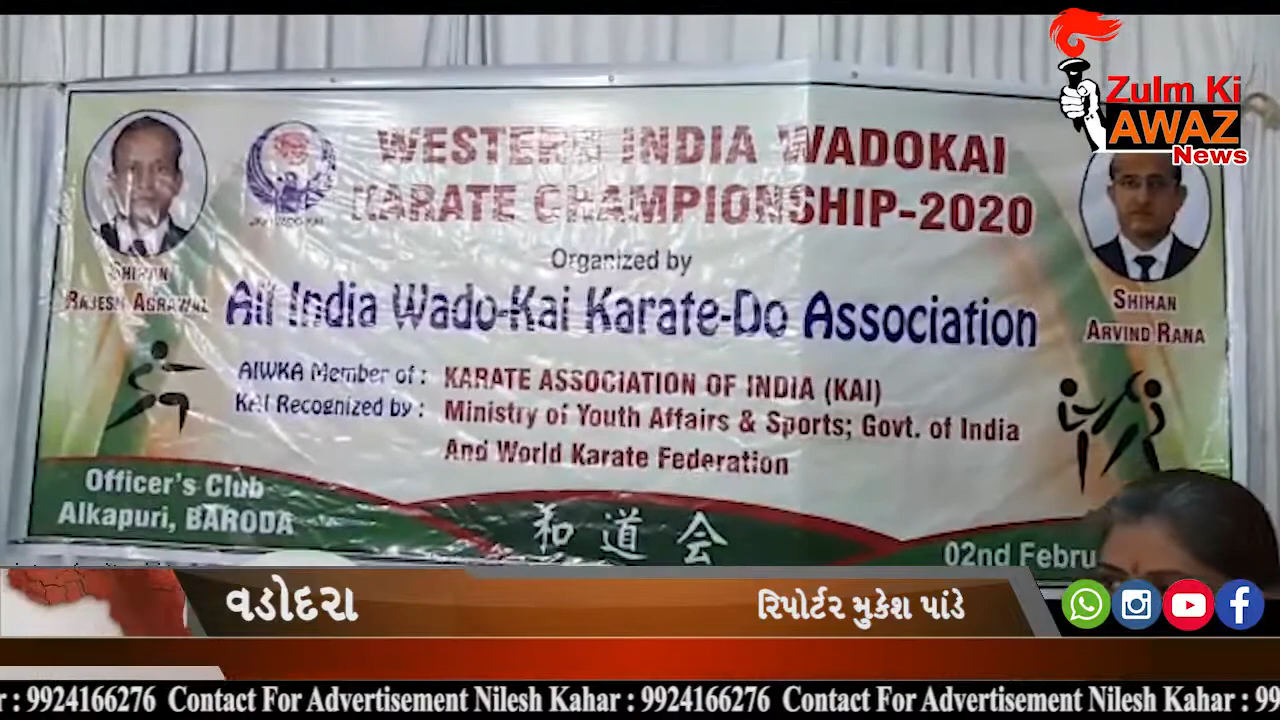 Zulm Ki
AWAZ
News
WESTERN INDIA WADOKAI
KARATE CHAMPIONSHIP-2020
Organized by
All India Wado-Kai Karate-Do Association
SHIHAN
RAJESH AGRAWAL
SHIHAN
ARVIND RANA
AIWKA Member of : KARATE ASSOCIATION OF INDIA (KAI)
KAI Recognized by : Ministry of Youth Affairs & Sports; Govt. of India
And World Karate Federation
Officer's Club
Alkapuri, BARODA
和道会
02nd Febru
વડોદરા
રિપોર્ટર મુકેશ પાંડે
r : 9924166276 Contact For Advertisement Nilesh Kahar : 9924166276 Contact For Advertisement Nilesh Kahar : 99